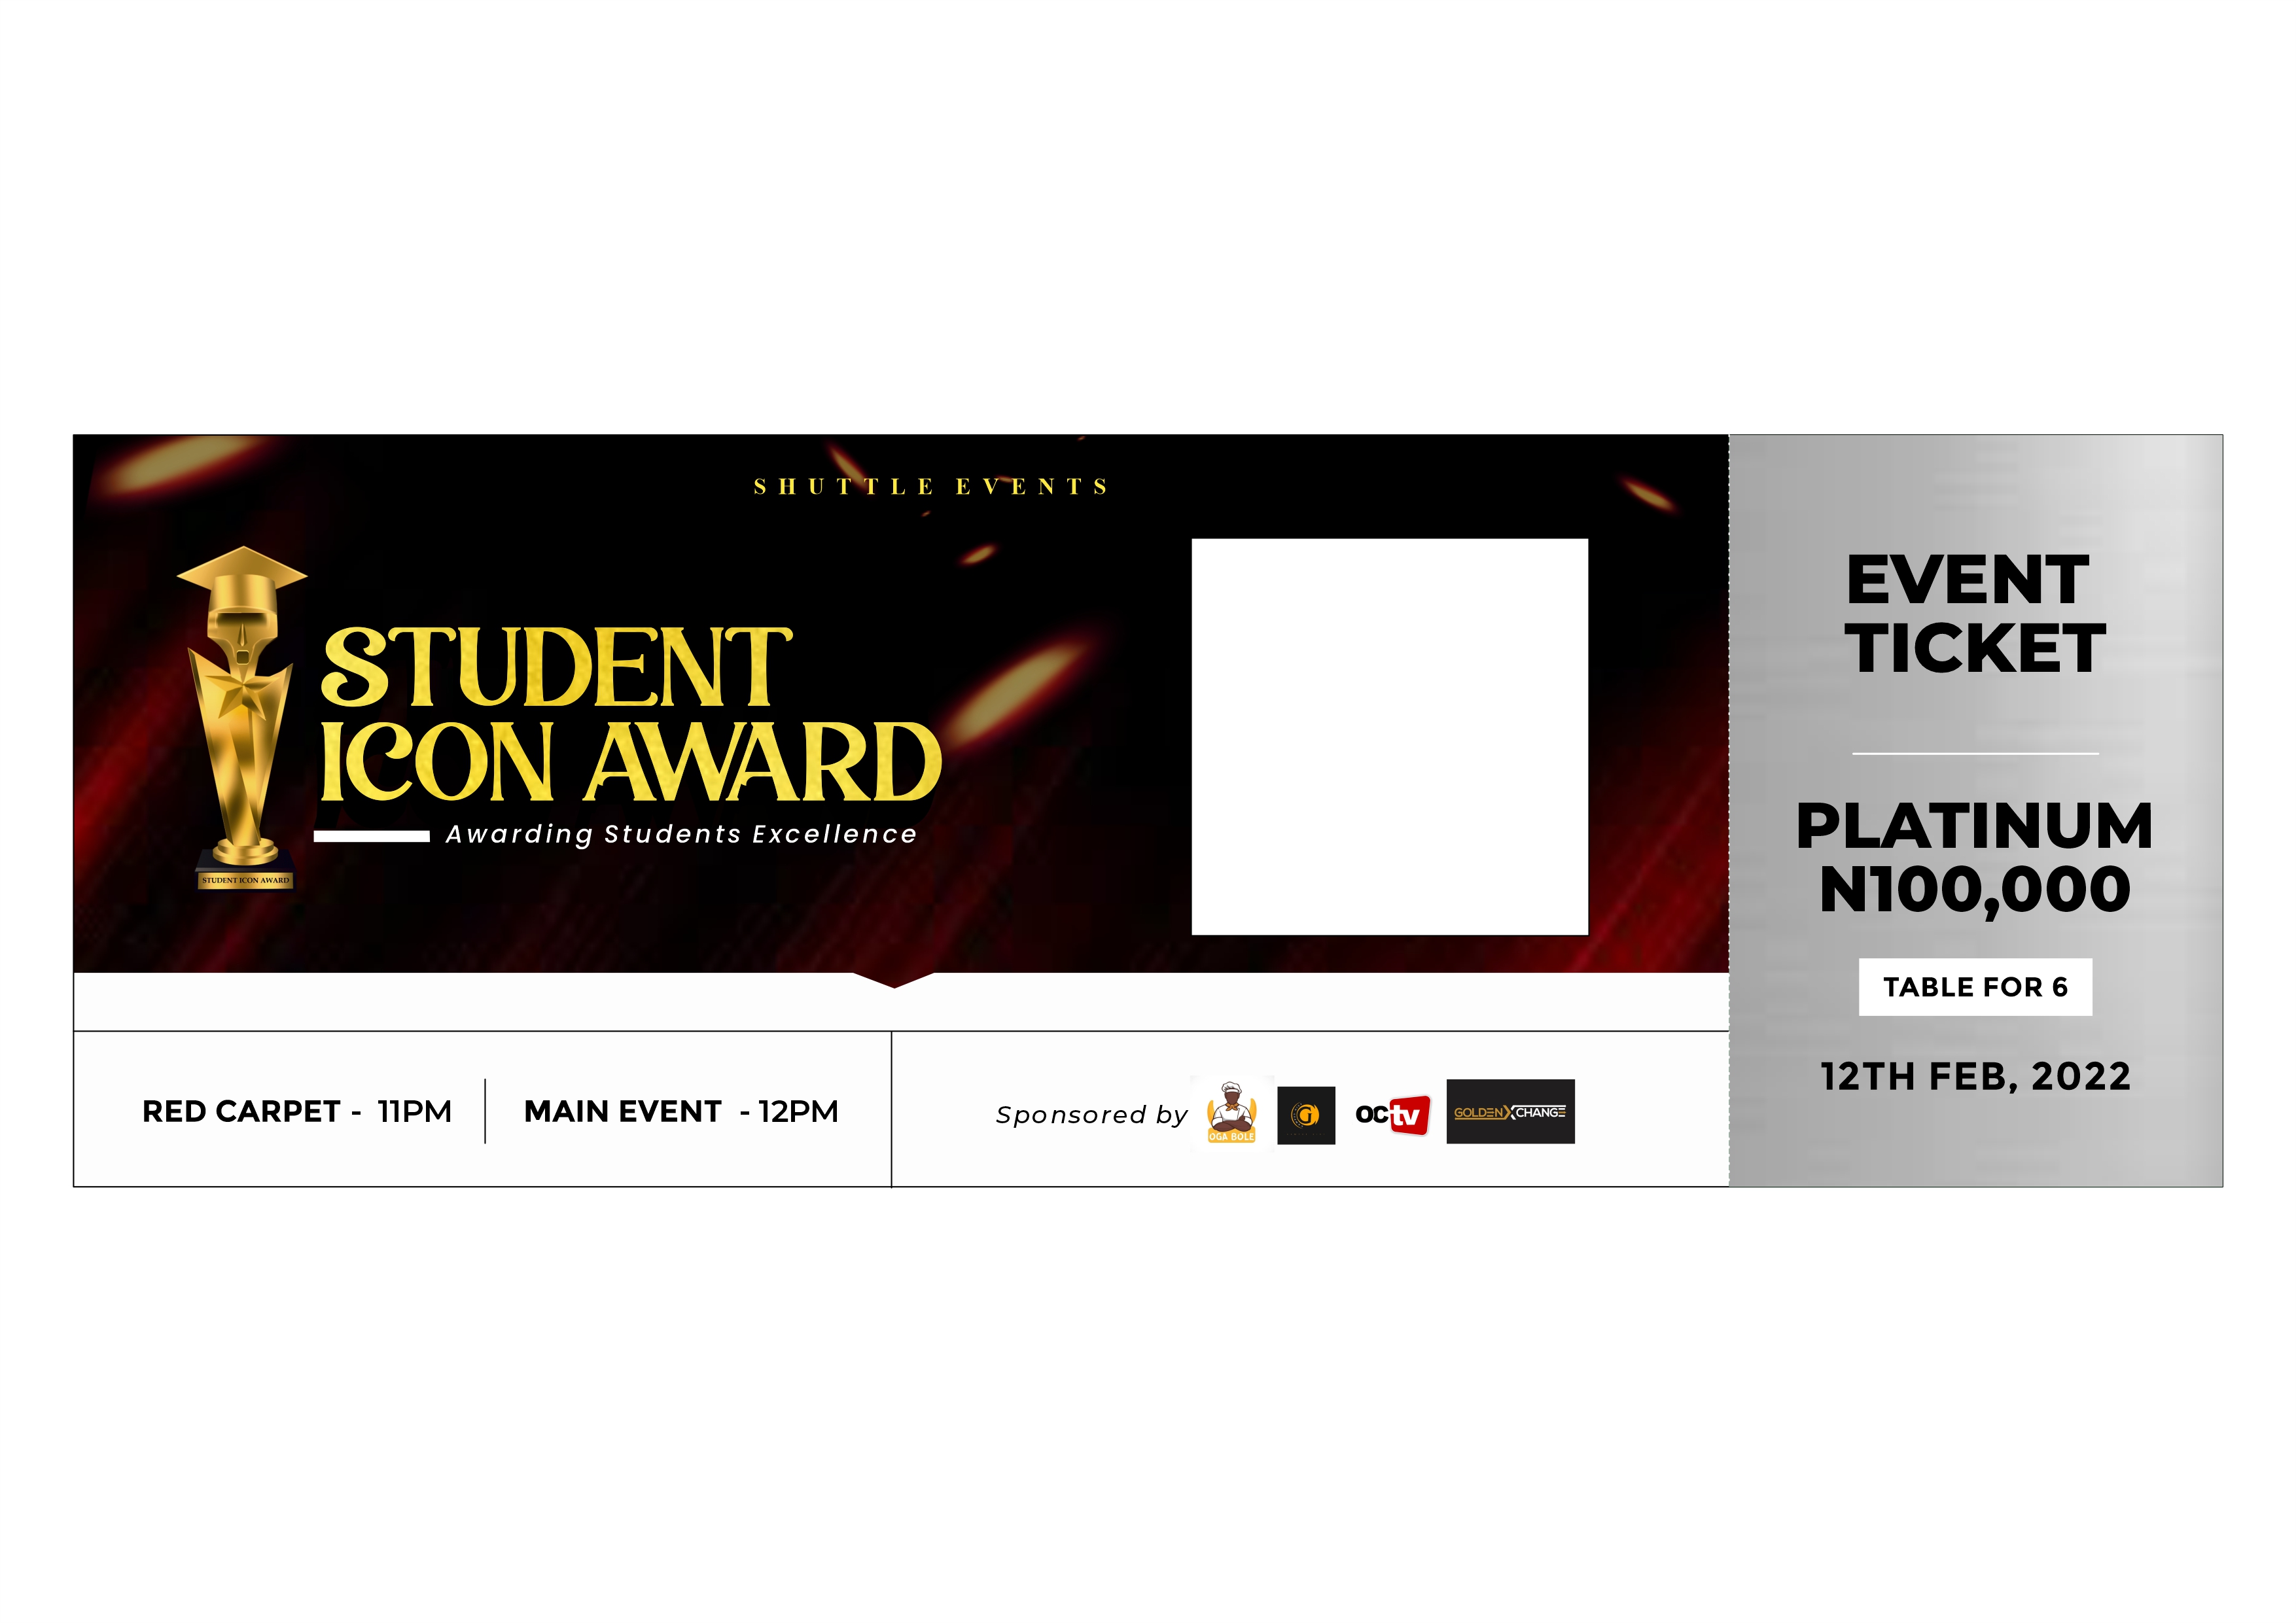 SHUTTLE EVENTS
STUDENT
ICON AWARD
Awarding Students Excellence
STUDENT ICON AWARD
RED CARPET - 11PM
MAIN EVENT - 12PM
Sponsored by
OGA BOLE
G
OCtv
GOLDENXCHANGE
EVENT
TICKET
PLATINUM
N100,000
TABLE FOR 6
12TH FEB, 2022